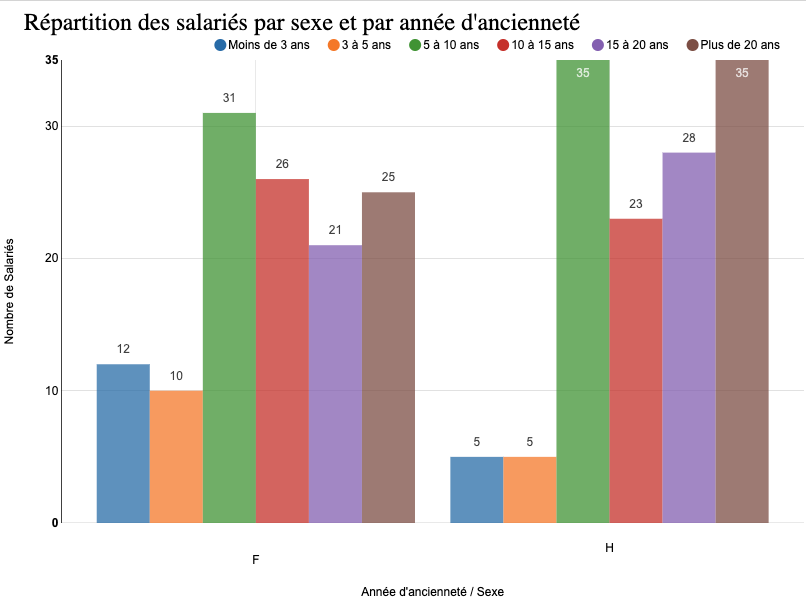 Répartition des salariés par sexe et par année d'ancienneté
Moins de 3 ans 3 à 5 ans 5 à 10 ans 10 à 15 ans 15 à 20 ans Plus de 20 ans
35
30
20
10
0
Nombre de Salariés
12
10
31
26
21
25
5
5
35
23
28
35
F
H
Année d'ancienneté / Sexe